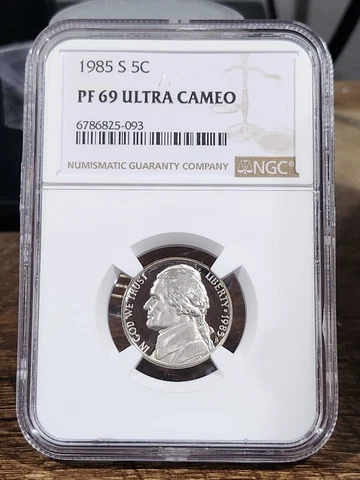 1985 S 5C
PF 69 ULTRA CAMEO
6786825-093
NUMISMATIC GUARANTY COMPANY
NGC
IN GOD WE TRUST
LIBERTY * 1985